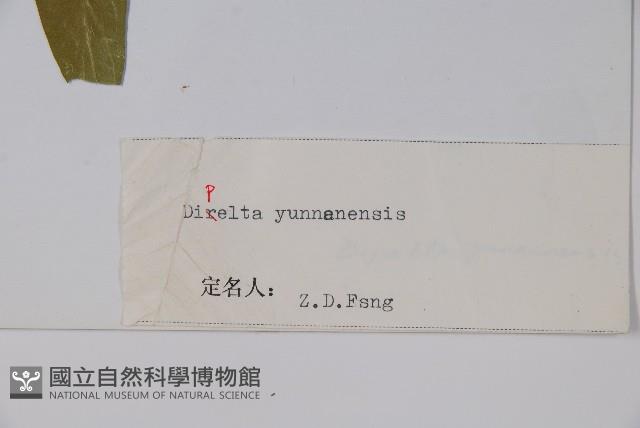 P
Direlta yunnanensis
定名人: Z.D.Fsng
國立自然科學博物館
NATIONAL MUSEUM OF NATURAL SCIENCE